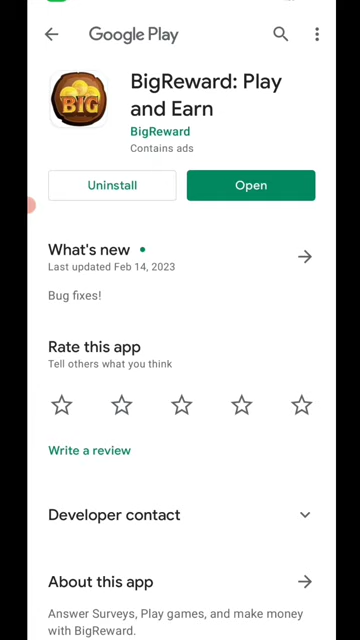 Google Play
BigReward: Play
and Earn
BIG
BigReward
Contains ads
Uninstall
Open
What's new
Last updated Feb 14, 2023
Bug fixes!
Rate this app
Tell others what you think
Write a review
Developer contact
About this app
Answer Surveys, Play games, and make money
with BigReward.